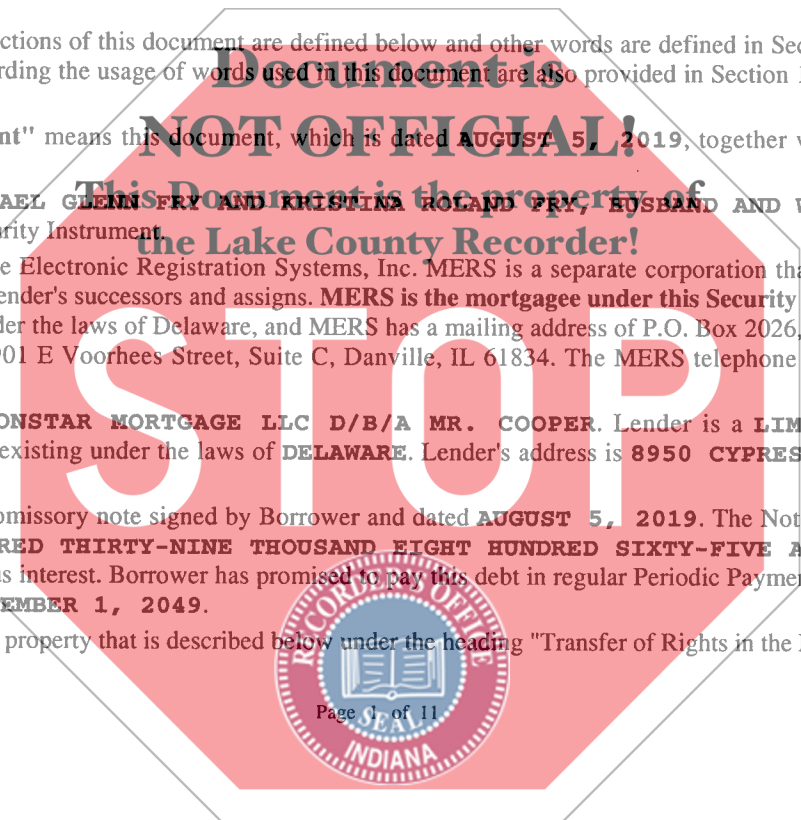 ctions of this document are defined below and other words are defined in Sec
rding the usage of words used in this document are also provided in Section 
Document is
nt" means this document, which is dated AUGUST 5, 2019, together
NOT OFFICIAL!
This Document is the property of
AEL GLENN FRY AND KRISTINA ROLAND FRY, HUSBAND AND
rity Instrument.
the Lake County Recorder!
e Electronic Registration Systems, Inc. MERS is a separate corporation tha
ender's successors and assigns. MERS is the mortgagee under this Security
der the laws of Delaware, and MERS has a mailing address of P.O. Box 2026,
01 E Voorhees Street, Suite C, Danville, IL 61834. The MERS telephone
STOP
ONSTAR MORTGAGE LLC D/B/A MR. COOPER. Lender is a LIM
existing under the laws of DELAWARE. Lender's address is 8950 CYPRES
omissory note signed by Borrower and dated AUGUST 5, 2019. The Not
RED THIRTY-NINE THOUSAND EIGHT HUNDRED SIXTY-FIVE A
us interest. Borrower has promised to pay this debt in regular Periodic Paymen
EMBER 1, 2049.
property that is described below under the heading "Transfer of Rights in the
RECORDER'S OFFICE
Page 1 of 11
SEAL
INDIANA